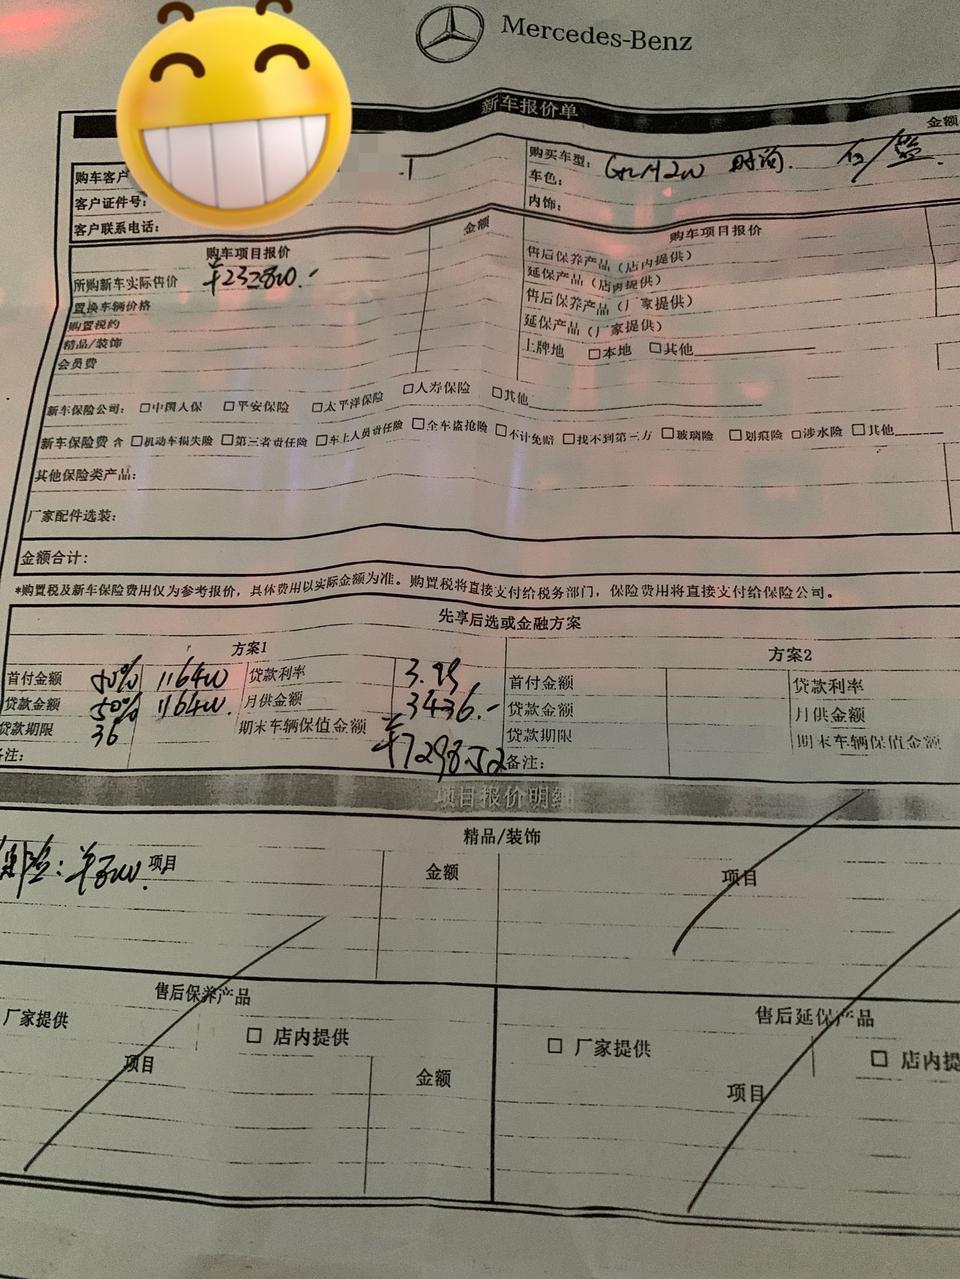 Mercedes-Benz
新车报价单
金额
购车客户
购买车型: GLA200 时尚. 白/蓝.
客户证件号:
车色:
客户联系电话:
内饰:
购车项目报价
金额
购车项目报价
所购新车实际售价 ¥232800.-
售后保养产品（店内提供）
置换车辆价格
延保产品（店内提供）
购置税约
售后保养产品（厂家提供）
精品/装饰
延保产品（厂家提供）
会员费
上牌地 □本地 □其他
新车保险公司: □中国人保 □平安保险 □太平洋保险 □人寿保险 □其他
新车保险费 含 □机动车损失险 □第三者责任险 □车上人员责任险 □全车盗抢险 □不计免赔 □找不到第三方 □玻璃险 □划痕险 □涉水险 □其他
其他保险类产品:
厂家配件选装:
金额合计:
*购置税及新车保险费用仅为参考报价，具体费用以实际金额为准。购置税将直接支付给税务部门，保险费用将直接支付给保险公司。
先享后选或金融方案
方案1
方案2
首付金额 50% 116400 贷款利率 3.99
首付金额 贷款利率
贷款金额 50% 116400. 月供金额 3436.-
贷款金额 月供金额
贷款期限 36 期末车辆保值金额 ¥7298.52
贷款期限 期末车辆保值金额
备注:
备注:
项目报价明细
精品/装饰
项目 金额 项目
售后保养产品
售后延保产品
厂家提供 □ 店内提供
□ 厂家提供 □ 店内提
项目 金额
项目